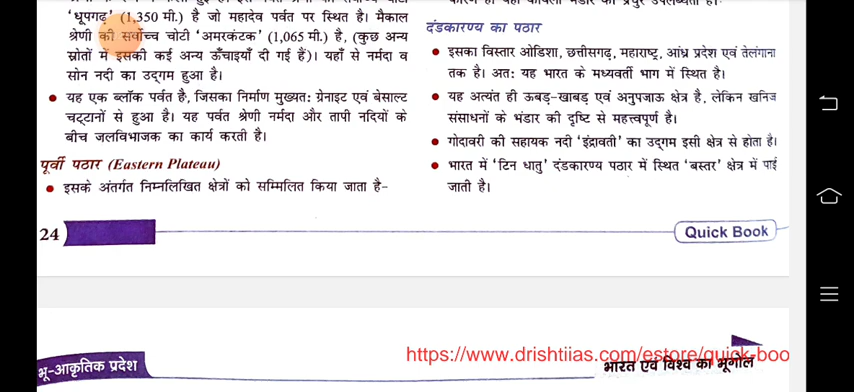 'धूपगढ़' (1,350 मी.) है जो महादेव पर्वत पर स्थित है। मैकाल
श्रेणी की सर्वोच्च चोटी 'अमरकंटक' (1,065 मी.) है, (कुछ अन्य
स्रोतों में इसकी कई अन्य ऊँचाइयाँ दी गई हैं)। यहाँ से नर्मदा व
सोन नदी का उद्गम हुआ है।
• यह एक ब्लॉक पर्वत है, जिसका निर्माण मुख्यत: ग्रेनाइट एवं बेसाल्ट
चट्टानों से हुआ है। यह पर्वत श्रेणी नर्मदा और तापी नदियों के
बीच जलविभाजक का कार्य करती है।
पूर्वी पठार (Eastern Plateau)
• इसके अंतर्गत निम्नलिखित क्षेत्रों को सम्मिलित किया जाता है-
दंडकारण्य का पठार
• इसका विस्तार ओडिशा, छत्तीसगढ़, महाराष्ट्र, आंध्र प्रदेश एवं तेलंगाना
तक है। अत: यह भारत के मध्यवर्ती भाग में स्थित है।
• यह अत्यंत ही ऊबड़-खाबड़ एवं अनुपजाऊ क्षेत्र है, लेकिन खनिज
संसाधनों के भंडार की दृष्टि से महत्त्वपूर्ण है।
• गोदावरी की सहायक नदी 'इंद्रावती' का उद्गम इसी क्षेत्र से होता है।
• भारत में 'टिन धातु' दंडकारण्य पठार में स्थित 'बस्तर' क्षेत्र में पाई
जाती है।
24
Quick Book
भू-आकृतिक प्रदेश
https://www.drishtiias.com/estore/quick-boo
भारत एवं विश्व का भूगोल